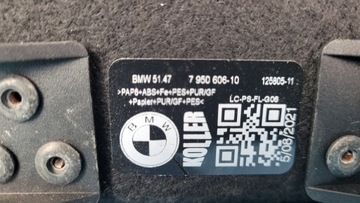 BMW 51.47 7 950 606-10 125805-11
>PAP6+ABS+Fe+PES+PUR/GF
+Papier+PUR/GF+PES<
LC-PS-FL-G06
BMW
KOLLER
5/08/2021